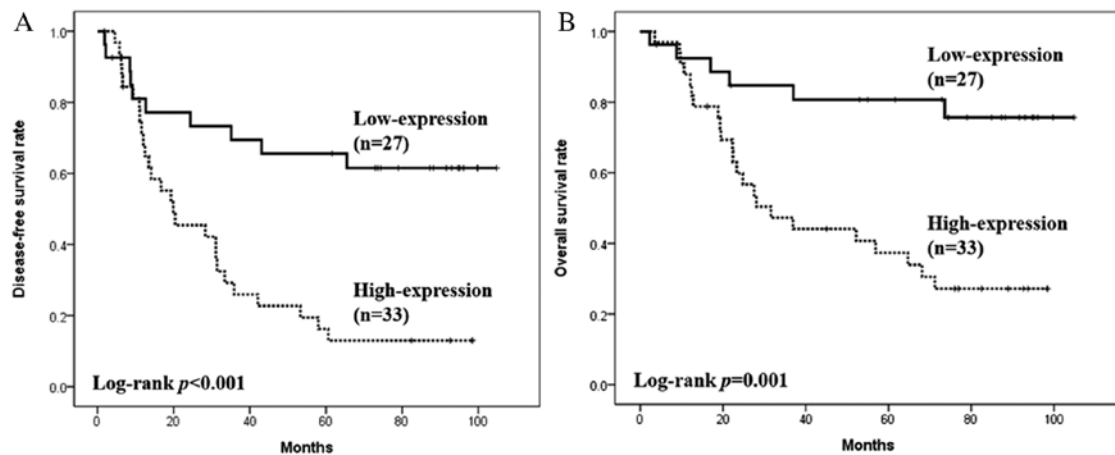 A
1.0
0.8
0.6
0.4
0.2
0.0
Disease-free survival rate
Low-expression
(n=27)
High-expression
(n=33)
Log-rank p<0.001
0 20 40 60 80 100
Months
B
1.0
0.8
0.6
0.4
0.2
0.0
Overall survival rate
Low-expression
(n=27)
High-expression
(n=33)
Log-rank p=0.001
0 20 40 60 80 100
Months